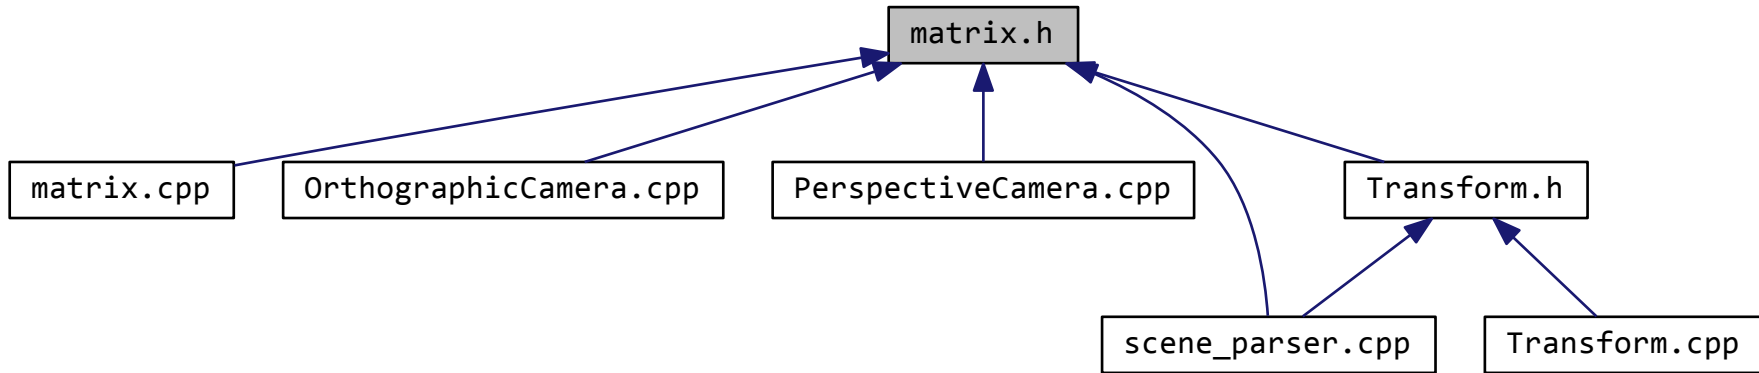 matrix.h
matrix.cpp
OrthographicCamera.cpp
PerspectiveCamera.cpp
Transform.h
scene_parser.cpp
Transform.cpp